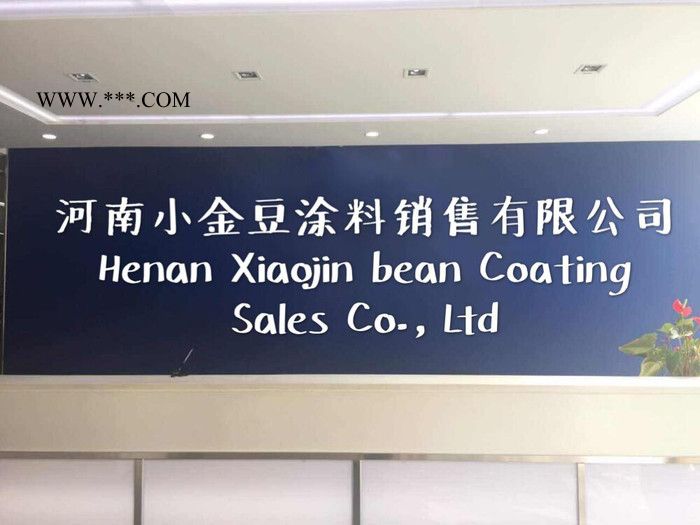 WWW.***.COM
河南小金豆涂料销售有限公司
Henan Xiaojin bean Coating
Sales Co., Ltd